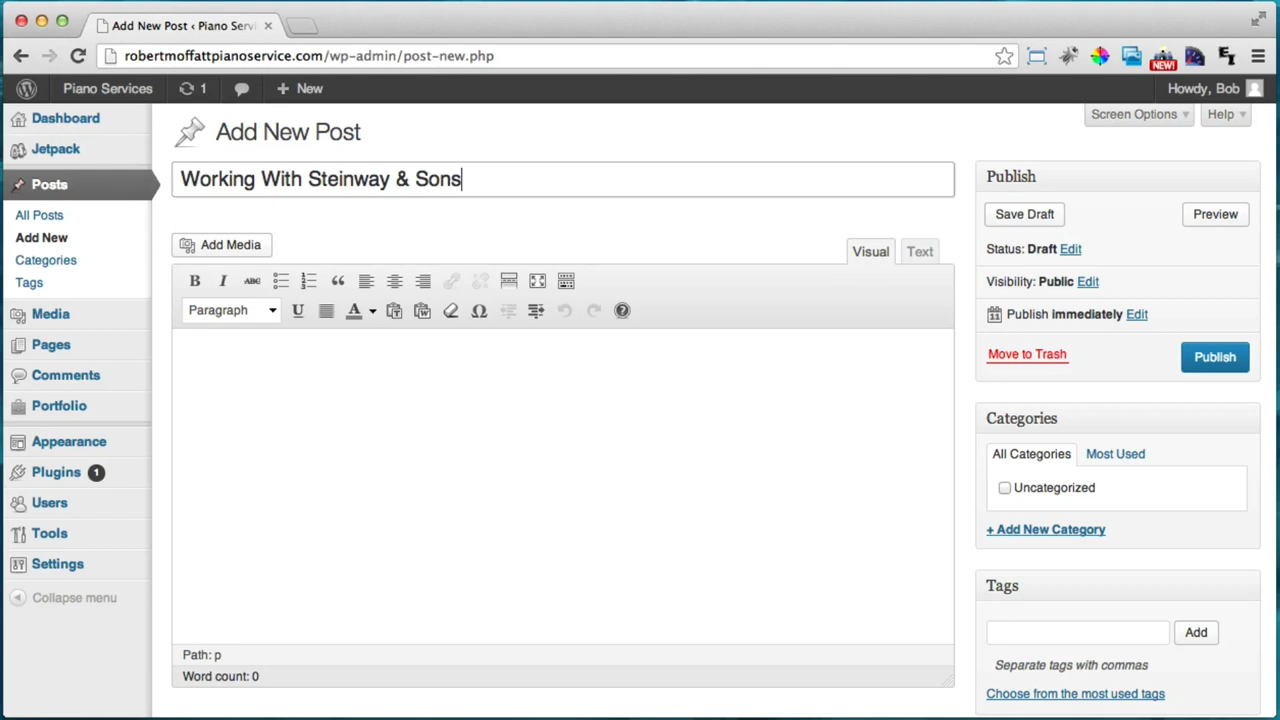 Add New Post ‹ Piano Servi
robertmoffattpianoservice.com/wp-admin/post-new.php
NEW!
Piano Services
1
New
Howdy, Bob
Screen Options
Help
Dashboard
Jetpack
Posts
All Posts
Add New
Categories
Tags
Media
Pages
Comments
Portfolio
Appearance
Plugins 1
Users
Tools
Settings
Collapse menu
Add New Post
Working With Steinway & Sons
Add Media
Visual
Text
B I ABC
Paragraph U A Ω
Path: p
Word count: 0
Publish
Save Draft
Preview
Status: Draft Edit
Visibility: Public Edit
Publish immediately Edit
Move to Trash
Publish
Categories
All Categories
Most Used
Uncategorized
+ Add New Category
Tags
Add
Separate tags with commas
Choose from the most used tags